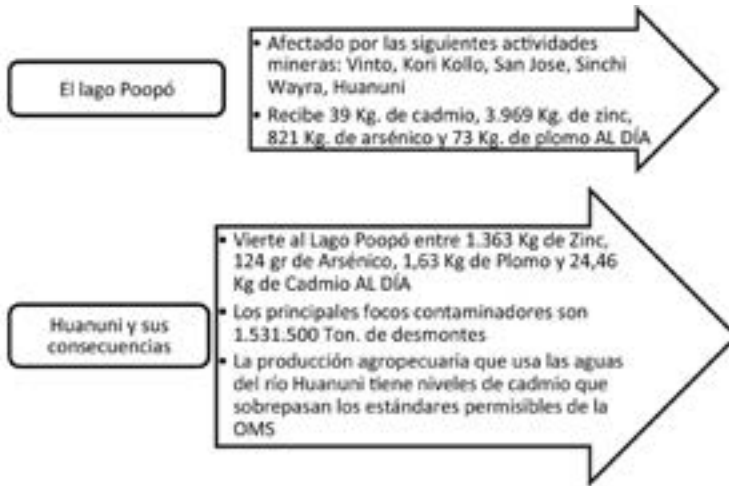 El lago Poopó
• Afectado por las siguientes actividades
mineras: Vinto, Kori Kollo, San Jose, Sinchi
Wayra, Huanuni
• Recibe 39 Kg. de cadmio, 3.969 Kg. de zinc,
821 Kg. de arsénico y 73 Kg. de plomo AL DÍA
Huanuni y sus
consecuencias
• Vierte al Lago Poopó entre 1.363 Kg de Zinc,
124 gr de Arsénico, 1,63 Kg de Plomo y 24,46
Kg de Cadmio AL DÍA
• Los principales focos contaminadores son
1.531.500 Ton. de desmontes
• La producción agropecuaria que usa las aguas
del río Huanuni tiene niveles de cadmio que
sobrepasan los estándares permisibles de la
OMS